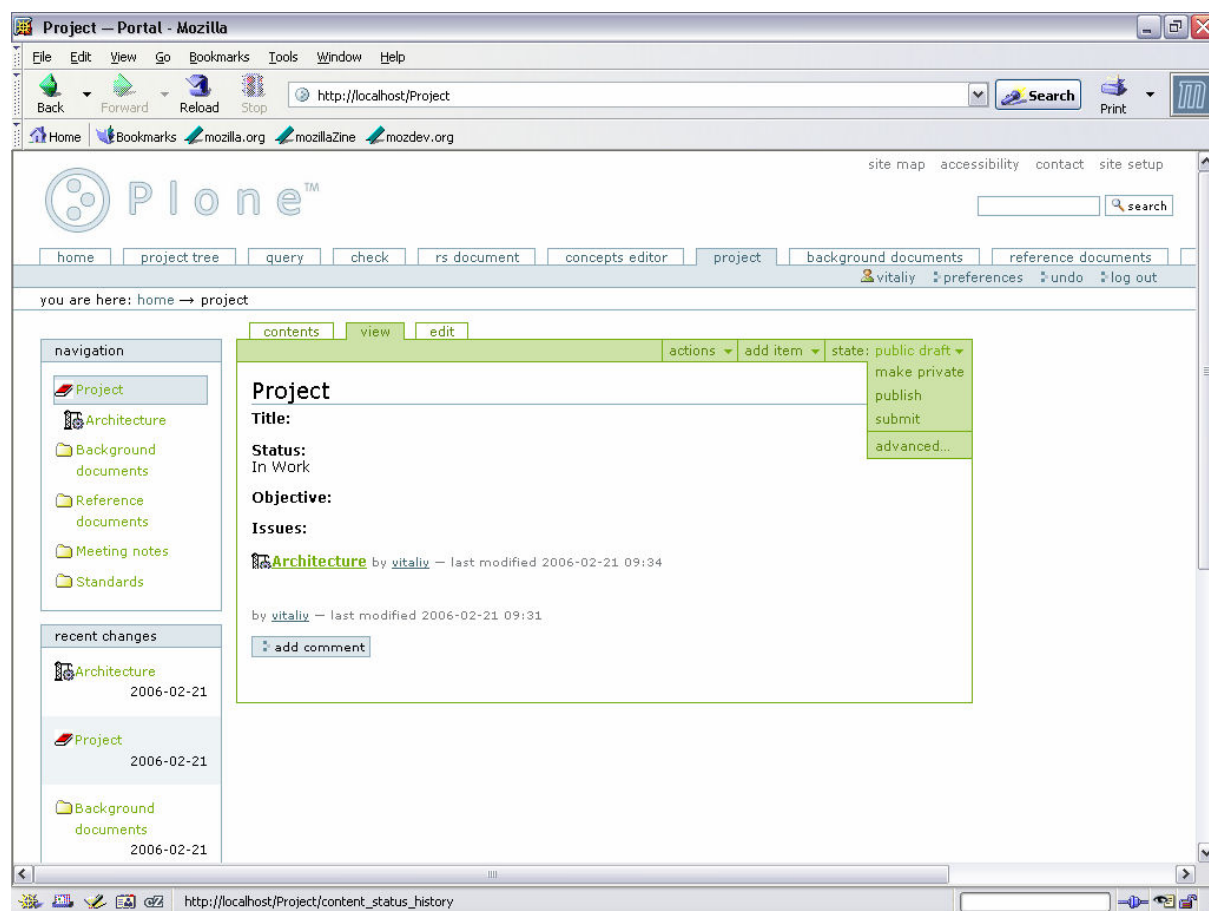 Project — Portal - Mozilla
File Edit View Go Bookmarks Tools Window Help
Back Forward Reload Stop http://localhost/Project Search Print
Home Bookmarks mozilla.org mozillaZine mozdev.org
site map accessibility contact site setup
Plone™
search
home project tree query check rs document concepts editor project background documents reference documents
vitaliy preferences undo log out
you are here: home → project
contents view edit
navigation
actions add item state: public draft
make private
publish
submit
advanced...
Project
Architecture
Background
documents
Reference
documents
Meeting notes
Standards
Project
Title:
Status:
In Work
Objective:
Issues:
Architecture by vitaliy — last modified 2006-02-21 09:34
by vitaliy — last modified 2006-02-21 09:31
add comment
recent changes
Architecture
2006-02-21
Project
2006-02-21
Background
documents
2006-02-21
http://localhost/Project/content_status_history